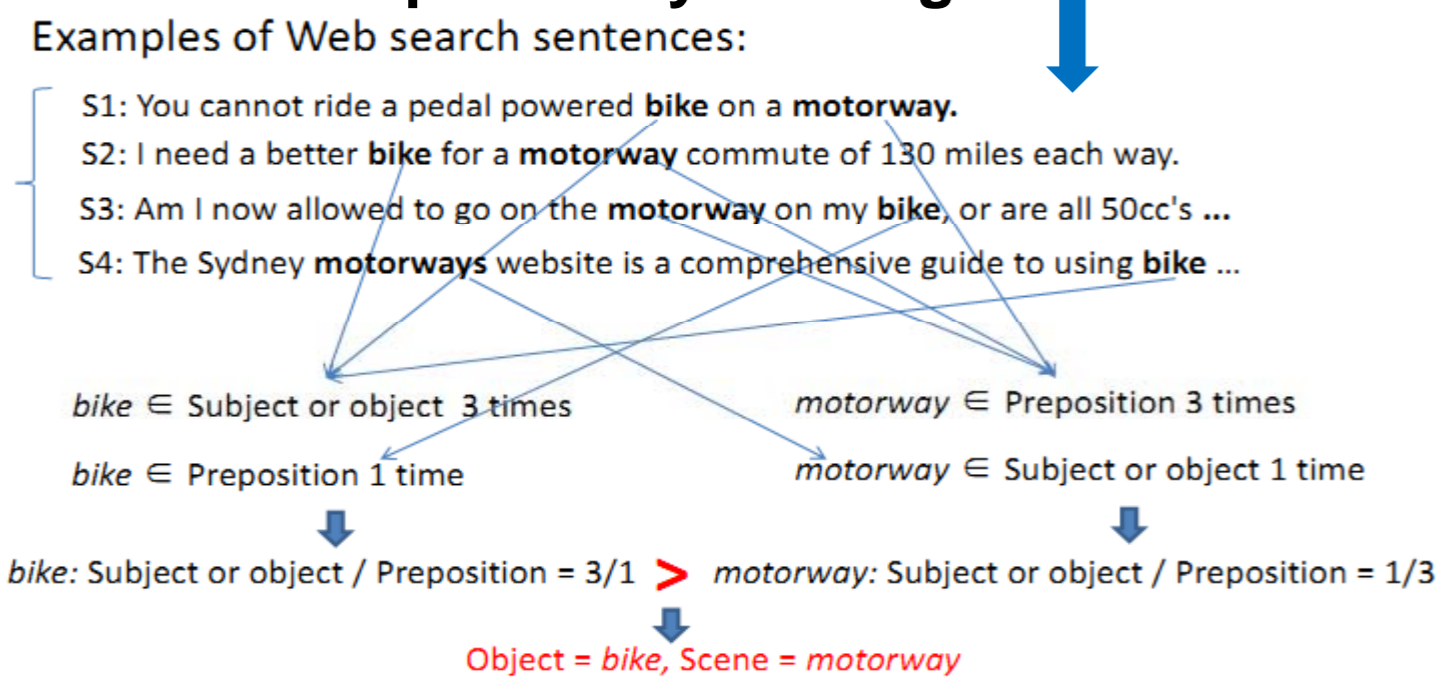 Examples of Web search sentences:
S1: You cannot ride a pedal powered bike on a motorway.
S2: I need a better bike for a motorway commute of 130 miles each way.
S3: Am I now allowed to go on the motorway on my bike, or are all 50cc's ...
S4: The Sydney motorways website is a comprehensive guide to using bike ...
bike ∈ Subject or object 3 times
motorway ∈ Preposition 3 times
bike ∈ Preposition 1 time
motorway ∈ Subject or object 1 time
bike: Subject or object / Preposition = 3/1 > motorway: Subject or object / Preposition = 1/3
Object = bike, Scene = motorway